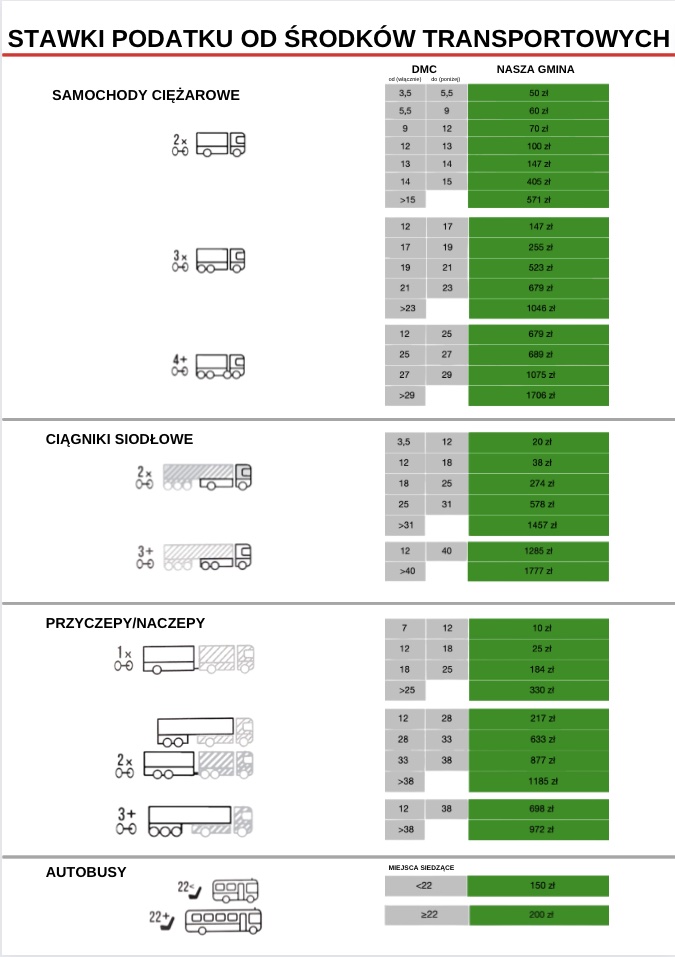 STAWKI PODATKU OD ŚRODKÓW TRANSPORTOWYCH
DMC NASZA GMINA
od (włącznie) do (poniżej)
SAMOCHODY CIĘŻAROWE
2×
3,5 5,5 50 zł
5,5 9 60 zł
9 12 70 zł
12 13 100 zł
13 14 147 zł
14 15 405 zł
>15 571 zł
3×
12 17 147 zł
17 19 255 zł
19 21 523 zł
21 23 679 zł
>23 1046 zł
4+
12 25 679 zł
25 27 689 zł
27 29 1075 zł
>29 1706 zł
CIĄGNIKI SIODŁOWE
2×
3,5 12 20 zł
12 18 38 zł
18 25 274 zł
25 31 578 zł
>31 1457 zł
3+
12 40 1285 zł
>40 1777 zł
PRZYCZEPY/NACZEPY
1×
7 12 10 zł
12 18 25 zł
18 25 184 zł
>25 330 zł
2×
12 28 217 zł
28 33 633 zł
33 38 877 zł
>38 1185 zł
3+
12 38 698 zł
>38 972 zł
AUTOBUSY
MIEJSCA SIEDZĄCE
22<
<22 150 zł
22+
≥22 200 zł